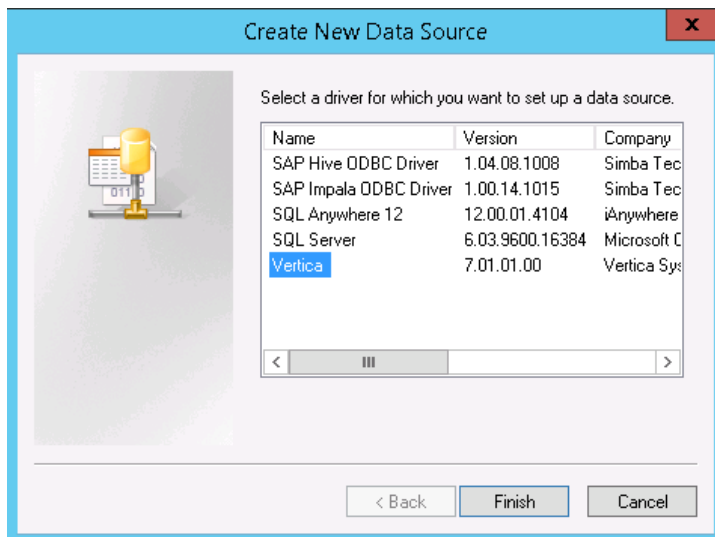 Create New Data Source
x
Select a driver for which you want to set up a data source.
Name Version Company
SAP Hive ODBC Driver 1.04.08.1008 Simba Tec
SAP Impala ODBC Driver 1.00.14.1015 Simba Tec
SQL Anywhere 12 12.00.01.4104 iAnywhere
SQL Server 6.03.9600.16384 Microsoft C
Vertica 7.01.01.00 Vertica Sys
011 0
< Back Finish Cancel